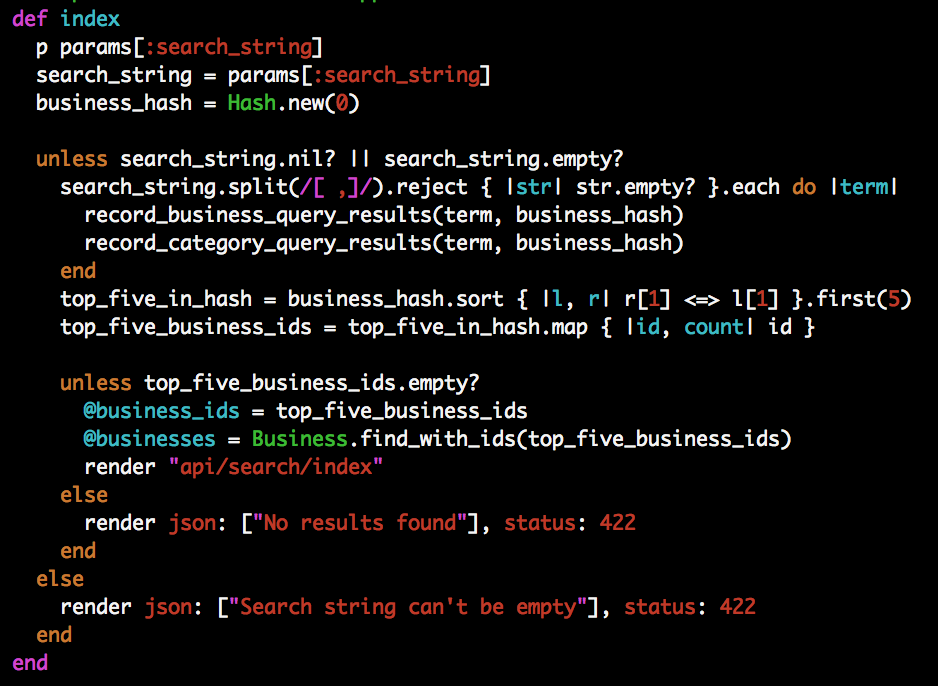 def index
  p params[:search_string]
  search_string = params[:search_string]
  business_hash = Hash.new(0)

  unless search_string.nil? || search_string.empty?
    search_string.split(/[ ,]/).reject { |str| str.empty? }.each do |term|
      record_business_query_results(term, business_hash)
      record_category_query_results(term, business_hash)
    end
    top_five_in_hash = business_hash.sort { |l, r| r[1] <=> l[1] }.first(5)
    top_five_business_ids = top_five_in_hash.map { |id, count| id }

    unless top_five_business_ids.empty?
      @business_ids = top_five_business_ids
      @businesses = Business.find_with_ids(top_five_business_ids)
      render "api/search/index"
    else
      render json: ["No results found"], status: 422
    end
  else
    render json: ["Search string can't be empty"], status: 422
  end
end